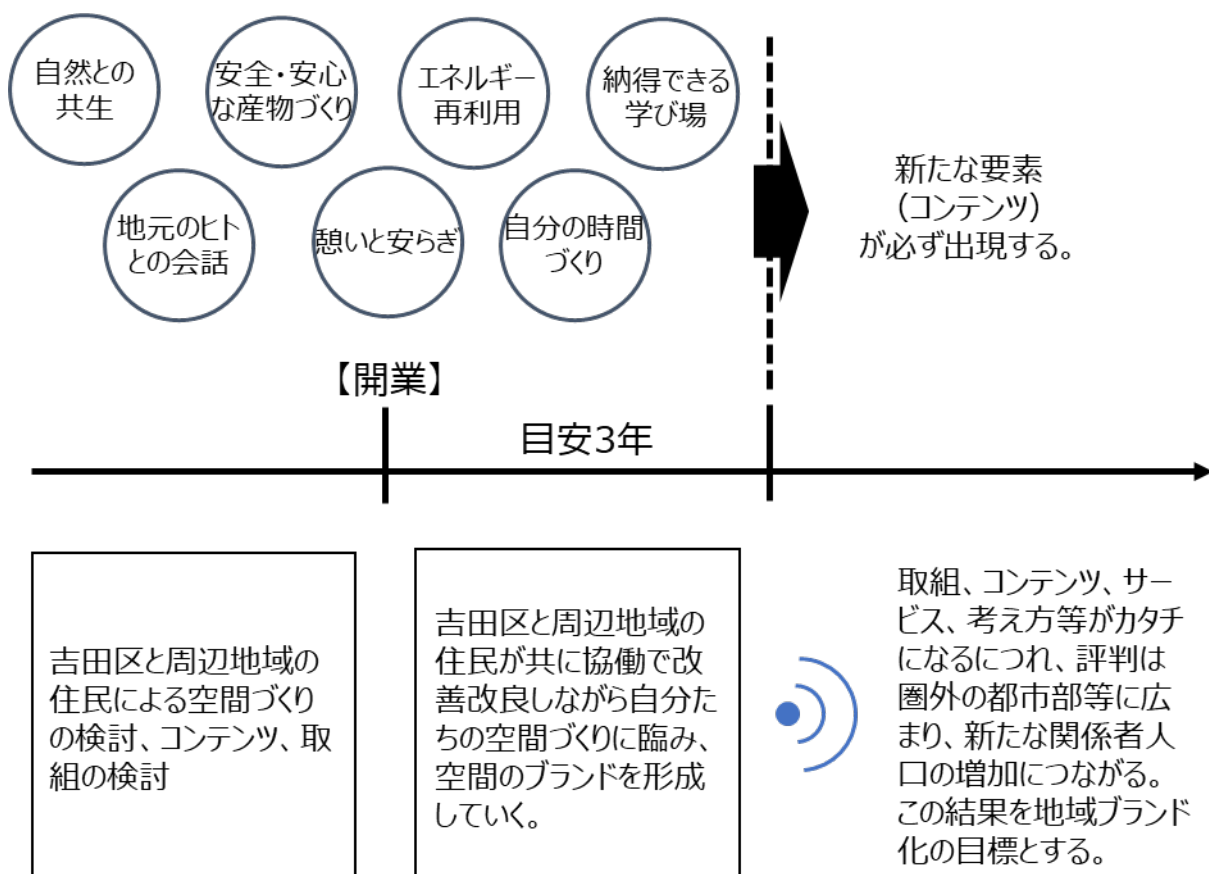 自然との
共生
安全・安心
な産物づくり
エネルギー
再利用
納得できる
学び場
地元のヒト
との会話
憩いと安らぎ
自分の時間
づくり
新たな要素
（コンテンツ）
が必ず出現する。
【開業】
目安3年
吉田区と周辺地域の
住民による空間づくり
の検討、コンテンツ、取
組の検討
吉田区と周辺地域の
住民が共に協働で改
善改良しながら自分た
ちの空間づくりに臨み、
空間のブランドを形成
していく。
取組、コンテンツ、サー
ビス、考え方等がカタチ
になるにつれ、評判は
圏外の都市部等に広
まり、新たな関係者人
口の増加につながる。
この結果を地域ブランド
化の目標とする。